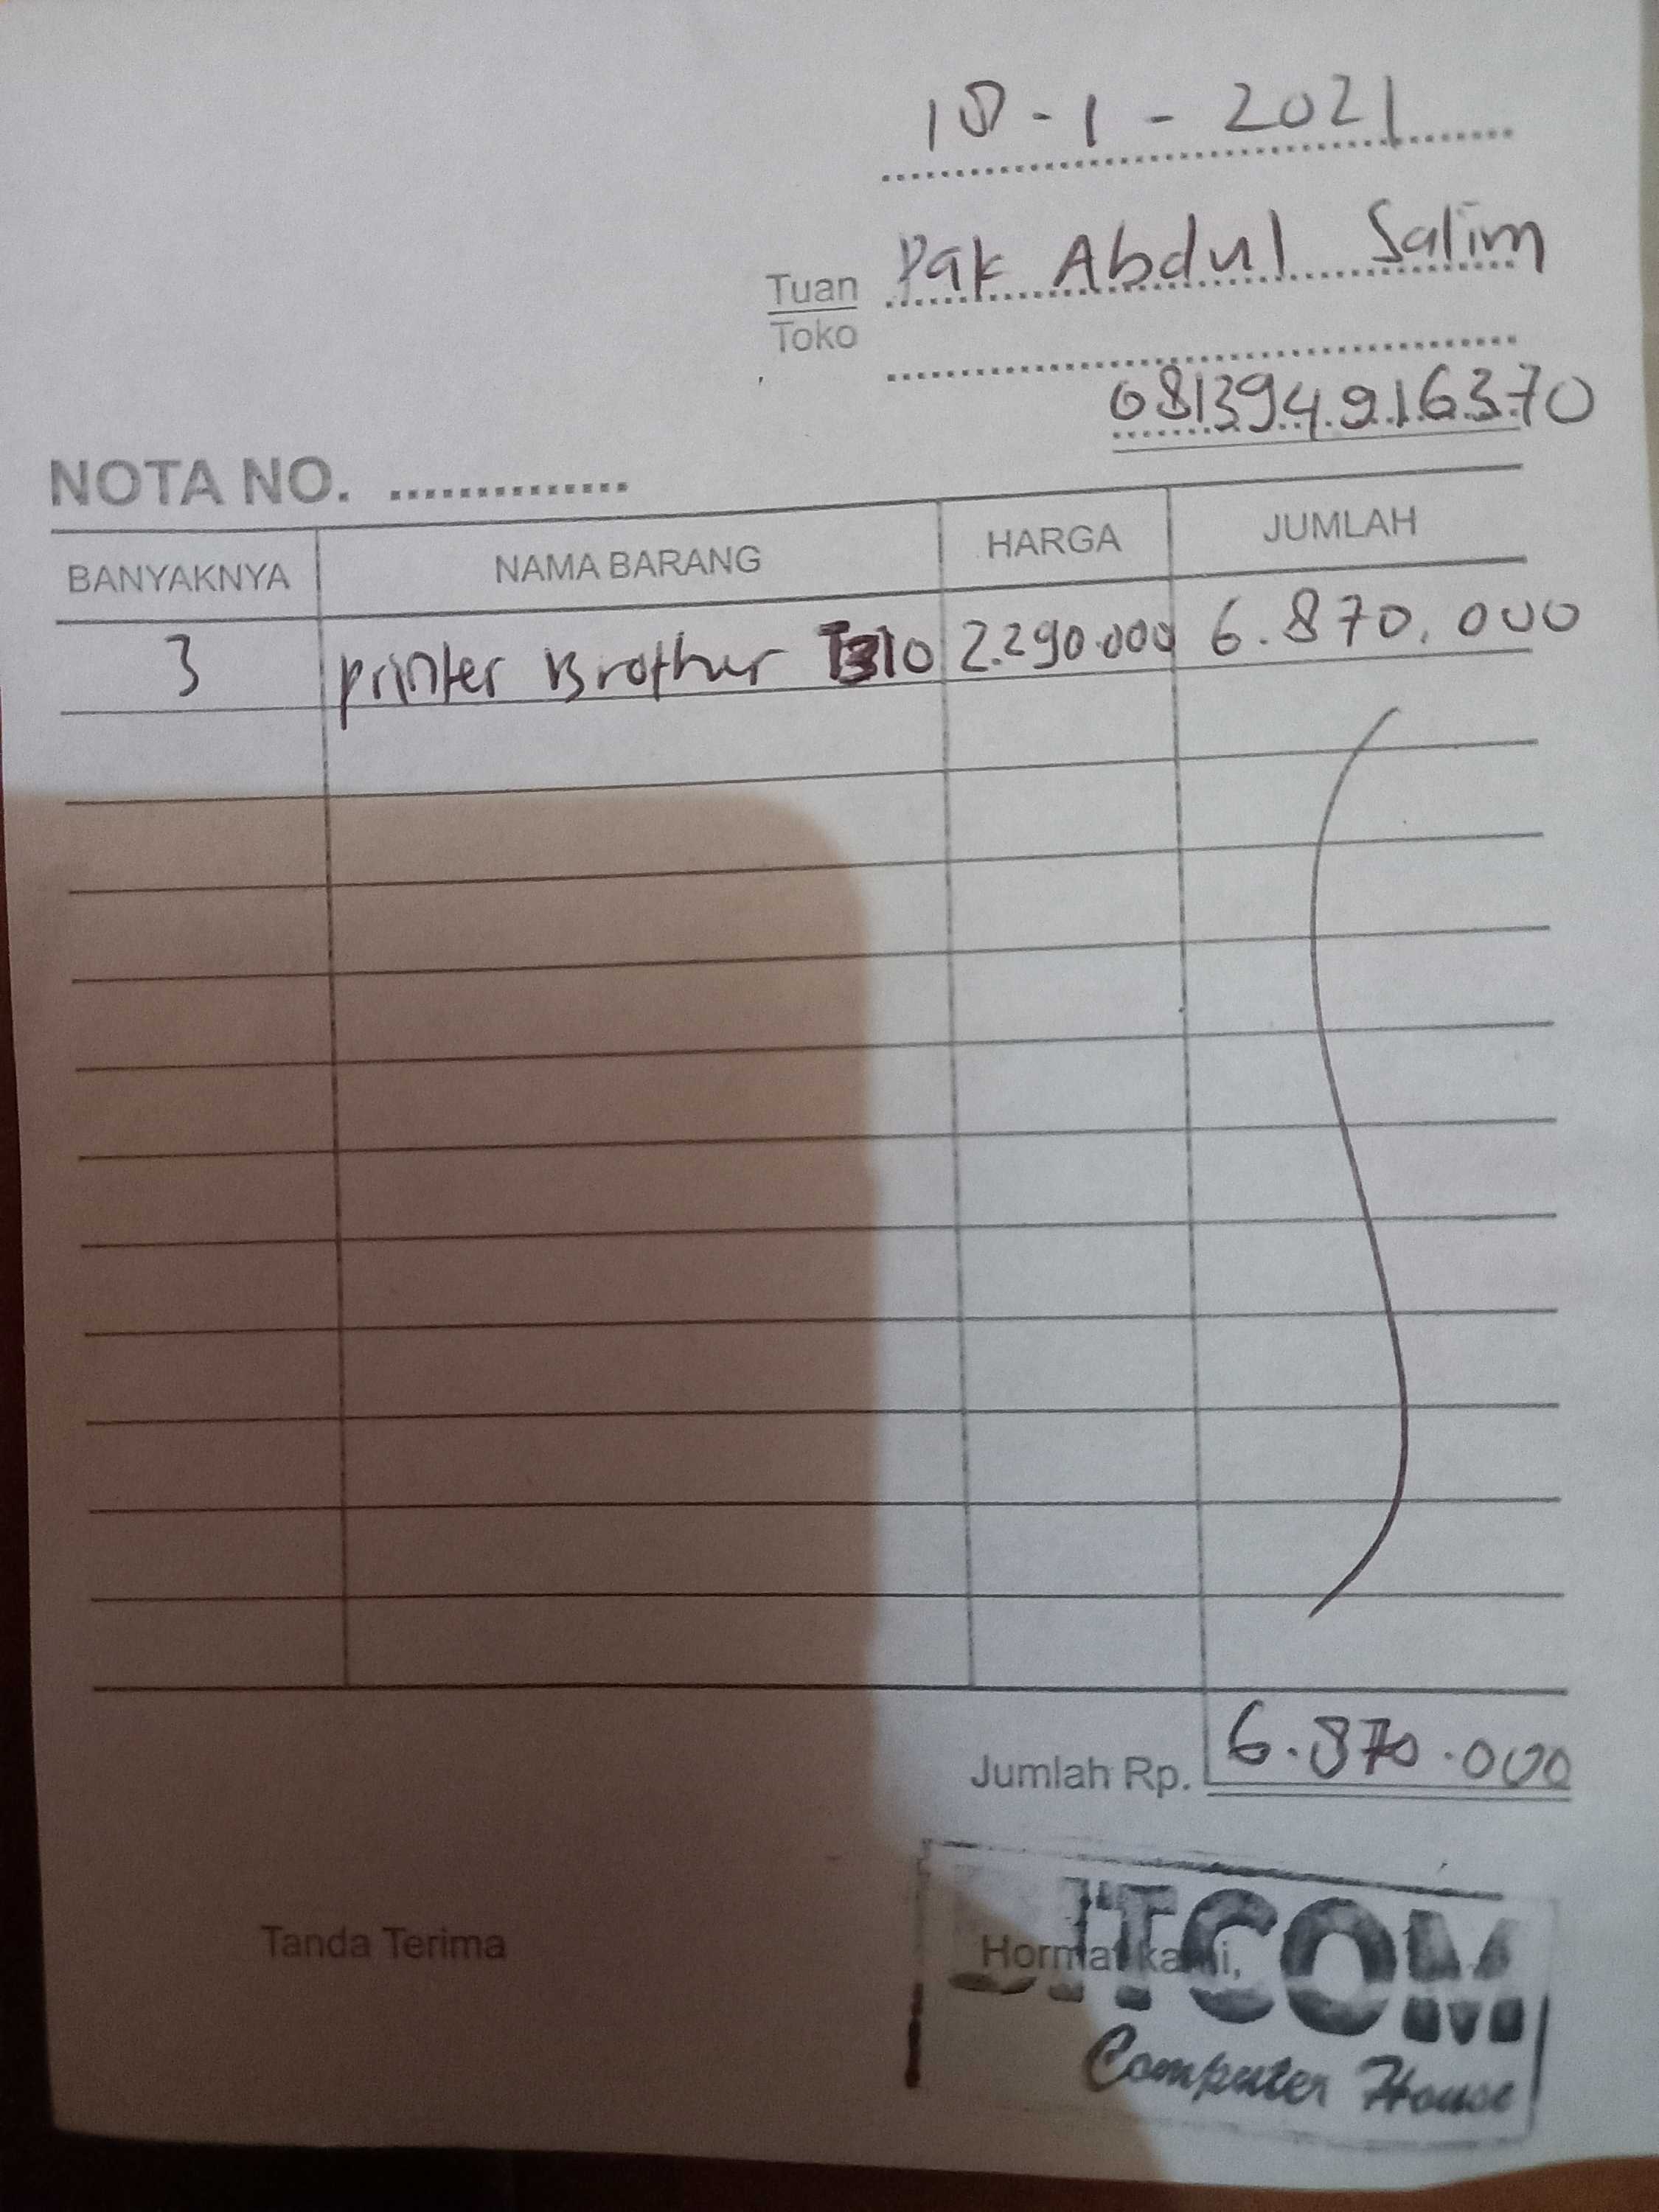 18 - 1 - 2021
Tuan Pak Abdul Salim
Toko
081394916370
NOTA NO. ..............
BANYAKNYA NAMA BARANG HARGA JUMLAH
3 printer Brother T310 2.290.000 6.870.000
Jumlah Rp. 6.870.000
Tanda Terima Hormat kami,
Computer House